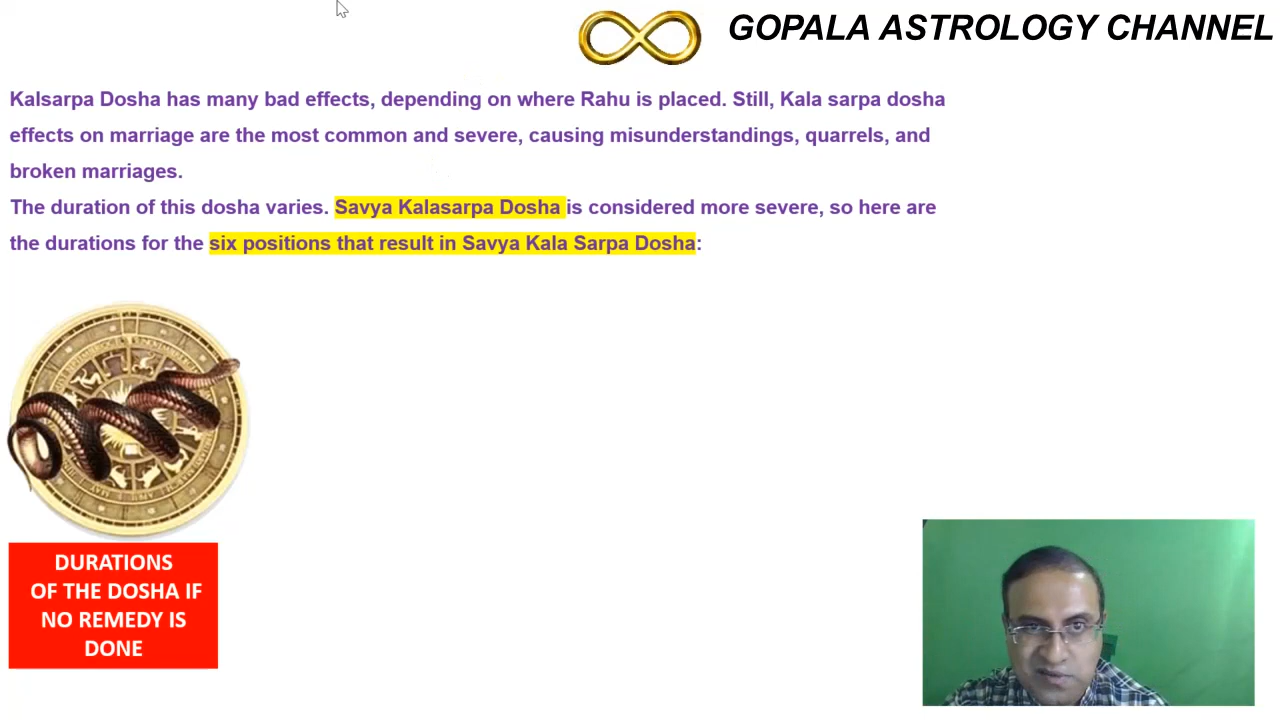 GOPALA ASTROLOGY CHANNEL
Kalsarpa Dosha has many bad effects, depending on where Rahu is placed. Still, Kala sarpa dosha
effects on marriage are the most common and severe, causing misunderstandings, quarrels, and
broken marriages.
The duration of this dosha varies. Savya Kalasarpa Dosha is considered more severe, so here are
the durations for the six positions that result in Savya Kala Sarpa Dosha:
DURATIONS
OF THE DOSHA IF
NO REMEDY IS
DONE